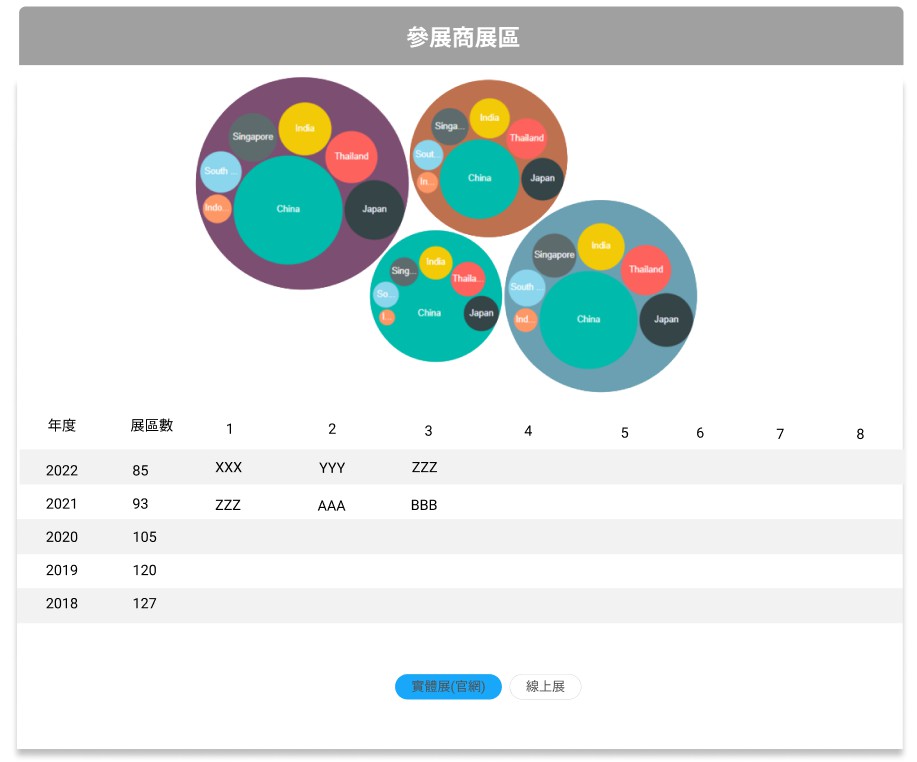 參展商展區
Singapore
India
Thailand
South ...
Indo...
China
Japan
Singa...
India
Thailand
Sout...
In...
China
Japan
Sing...
India
Thaila...
So...
I...
China
Japan
Singapore
India
Thailand
South ...
Ind...
China
Japan
年度 展區數 1 2 3 4 5 6 7 8
2022 85 XXX YYY ZZZ
2021 93 ZZZ AAA BBB
2020 105
2019 120
2018 127
實體展(官網) 線上展